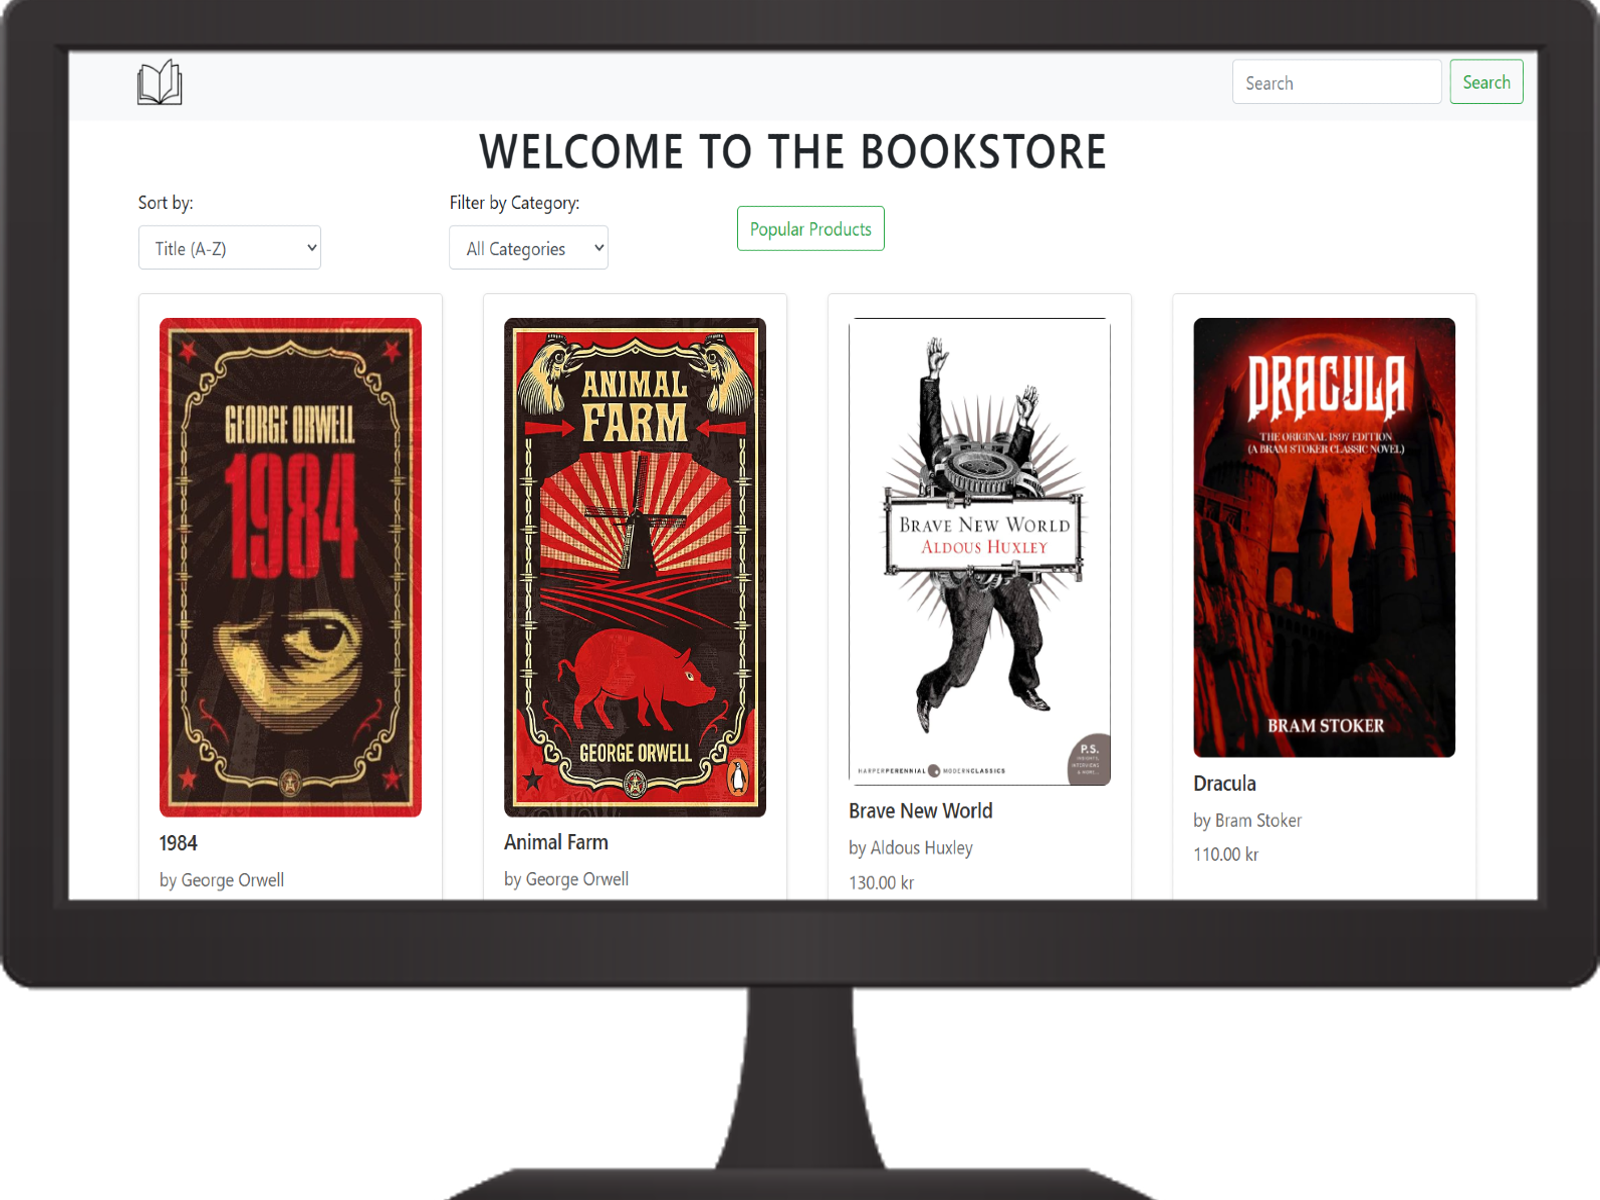 Search
Search
WELCOME TO THE BOOKSTORE
Sort by:
Filter by Category:
Title (A-Z)
All Categories
Popular Products
GEORGE ORWELL
1984
ANIMAL
FARM
GEORGE ORWELL
BRAVE NEW WORLD
ALDOUS HUXLEY
P.S.
INSIGHTS,
INTERVIEWS
& MORE...
HARPERPERENNIAL MODERNCLASSICS
DRACULA
THE ORIGINAL 1897 EDITION
(A BRAM STOKER CLASSIC NOVEL)
BRAM STOKER
1984
by George Orwell
Animal Farm
by George Orwell
Brave New World
by Aldous Huxley
130.00 kr
Dracula
by Bram Stoker
110.00 kr